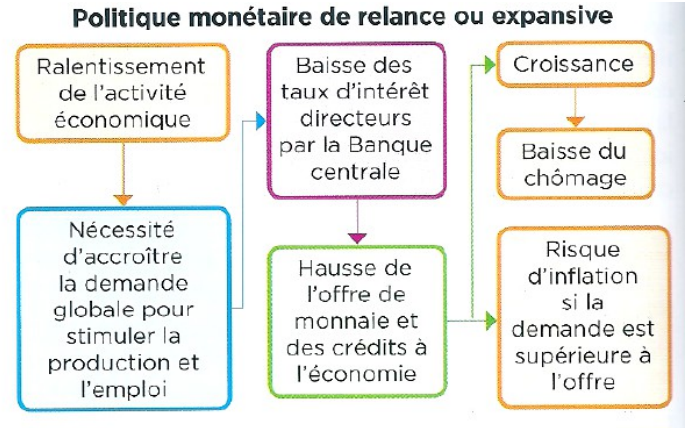 Politique monétaire de relance ou expansive
Ralentissement
de l'activité
économique
Nécessité
d'accroître
la demande
globale pour
stimuler la
production et
l'emploi
Baisse des
taux d'intérêt
directeurs
par la Banque
centrale
Hausse de
l'offre de
monnaie et
des crédits à
l'économie
Croissance
Baisse du
chômage
Risque
d'inflation
si la
demande est
supérieure à
l'offre